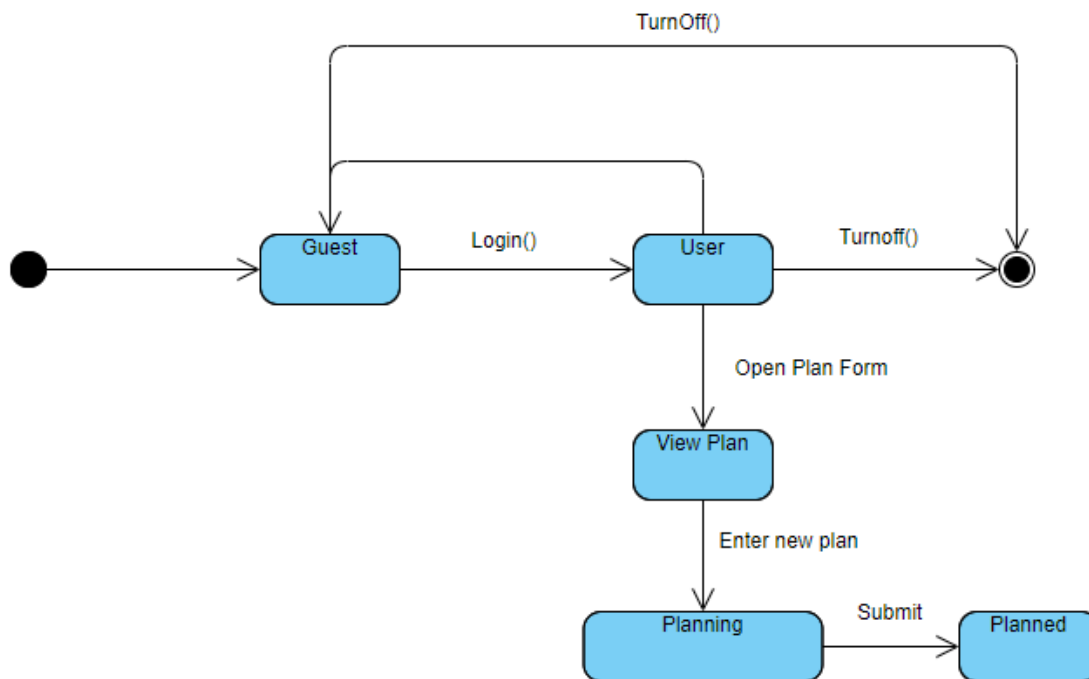 TurnOff()
Guest
Login()
User
Turnoff()
Open Plan Form
View Plan
Enter new plan
Planning
Submit
Planned